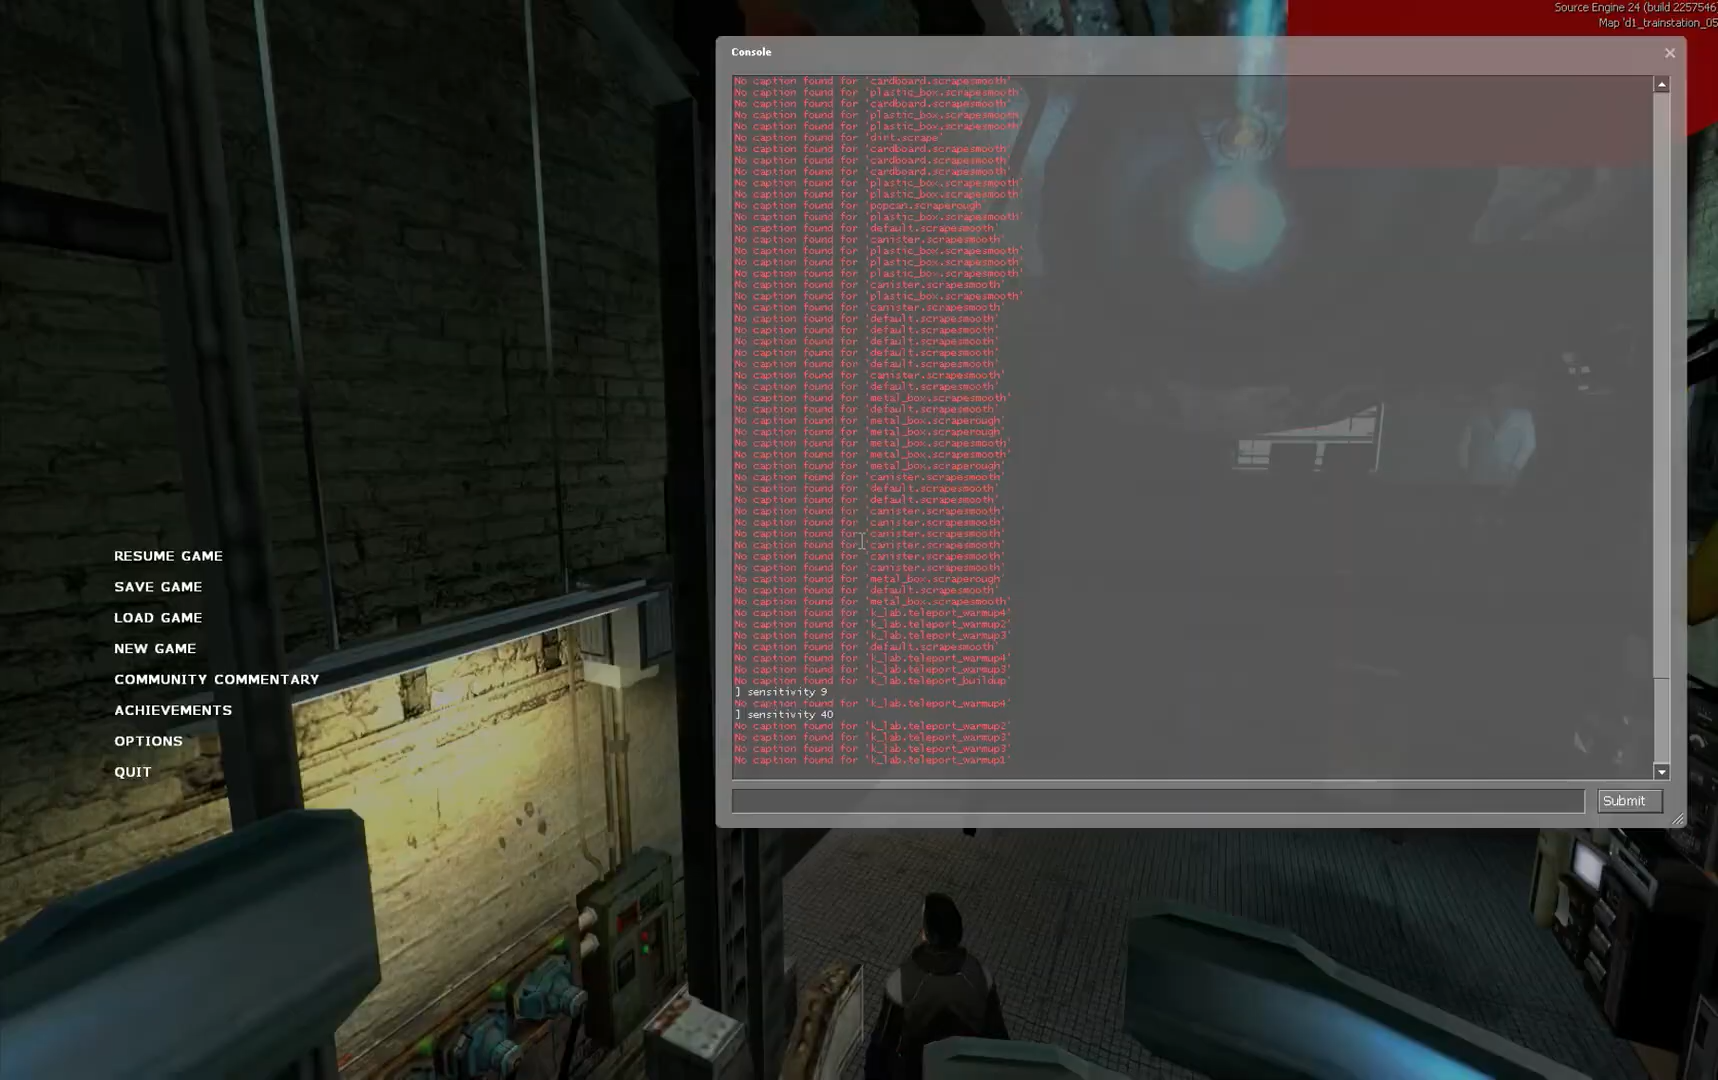 Source Engine 24 (build 2257546
Map 'd1_trainstation_05
Console
No caption found for 'cardboard.scrapesmooth'
No caption found for 'plastic_box.scrapesmooth'
No caption found for 'cardboard.scrapesmooth'
No caption found for 'plastic_box.scrapesmooth'
No caption found for 'plastic_box.scrapesmooth'
No caption found for 'dirt.scrape'
No caption found for 'cardboard.scrapesmooth'
No caption found for 'cardboard.scrapesmooth'
No caption found for 'cardboard.scrapesmooth'
No caption found for 'plastic_box.scrapesmooth'
No caption found for 'plastic_box.scrapesmooth'
No caption found for 'popcan.scraperough'
No caption found for 'plastic_box.scrapesmooth'
No caption found for 'default.scrapesmooth'
No caption found for 'canister.scrapesmooth'
No caption found for 'plastic_box.scrapesmooth'
No caption found for 'plastic_box.scrapesmooth'
No caption found for 'plastic_box.scrapesmooth'
No caption found for 'canister.scrapesmooth'
No caption found for 'plastic_box.scrapesmooth'
No caption found for 'canister.scrapesmooth'
No caption found for 'default.scrapesmooth'
No caption found for 'default.scrapesmooth'
No caption found for 'default.scrapesmooth'
No caption found for 'default.scrapesmooth'
No caption found for 'default.scrapesmooth'
No caption found for 'canister.scrapesmooth'
No caption found for 'default.scrapesmooth'
No caption found for 'metal_box.scrapesmooth'
No caption found for 'default.scrapesmooth'
No caption found for 'metal_box.scraperough'
No caption found for 'metal_box.scraperough'
No caption found for 'metal_box.scrapesmooth'
No caption found for 'metal_box.scrapesmooth'
No caption found for 'metal_box.scraperough'
No caption found for 'canister.scrapesmooth'
No caption found for 'default.scrapesmooth'
No caption found for 'default.scrapesmooth'
No caption found for 'canister.scrapesmooth'
No caption found for 'canister.scrapesmooth'
No caption found for 'canister.scrapesmooth'
No caption found for 'canister.scrapesmooth'
No caption found for 'canister.scrapesmooth'
No caption found for 'canister.scrapesmooth'
No caption found for 'metal_box.scraperough'
No caption found for 'default.scrapesmooth'
No caption found for 'metal_box.scrapesmooth'
No caption found for 'k_lab.teleport_warmup4'
No caption found for 'k_lab.teleport_warmup2'
No caption found for 'k_lab.teleport_warmup3'
No caption found for 'default.scrapesmooth'
No caption found for 'k_lab.teleport_warmup4'
No caption found for 'k_lab.teleport_warmup3'
No caption found for 'k_lab.teleport_buildup'
] sensitivity 9
No caption found for 'k_lab.teleport_warmup4'
] sensitivity 40
No caption found for 'k_lab.teleport_warmup2'
No caption found for 'k_lab.teleport_warmup3'
No caption found for 'k_lab.teleport_warmup3'
No caption found for 'k_lab.teleport_warmup1'
Submit
RESUME GAME
SAVE GAME
LOAD GAME
NEW GAME
COMMUNITY COMMENTARY
ACHIEVEMENTS
OPTIONS
QUIT